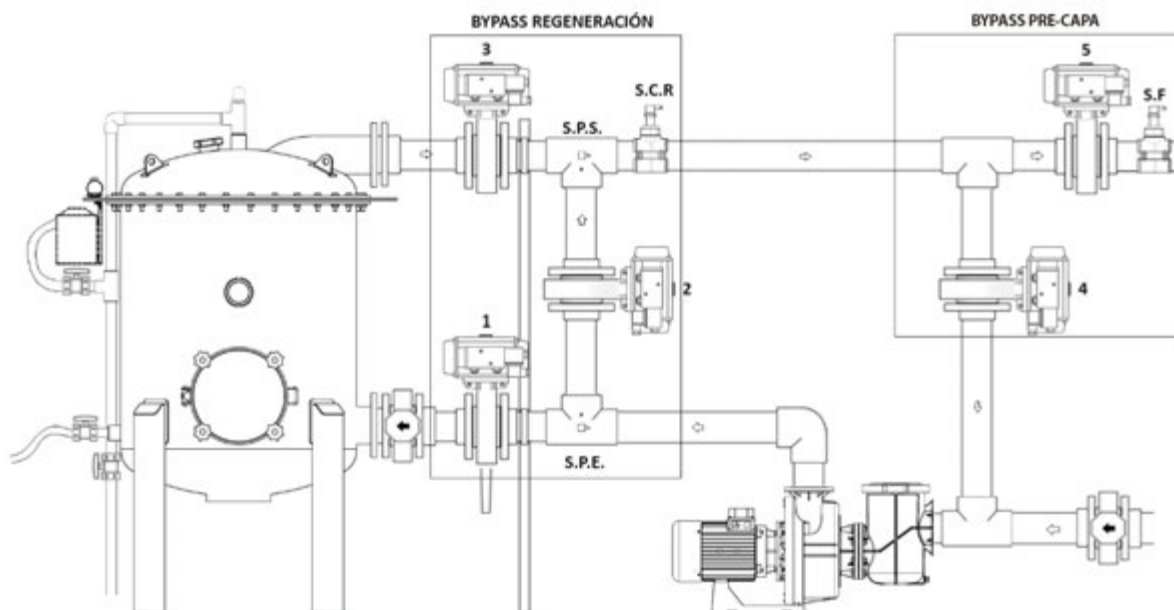 BYPASS REGENERACIÓN
BYPASS PRE-CAPA
3
5
S.C.R
S.F
S.P.S.
2
4
1
S.P.E.